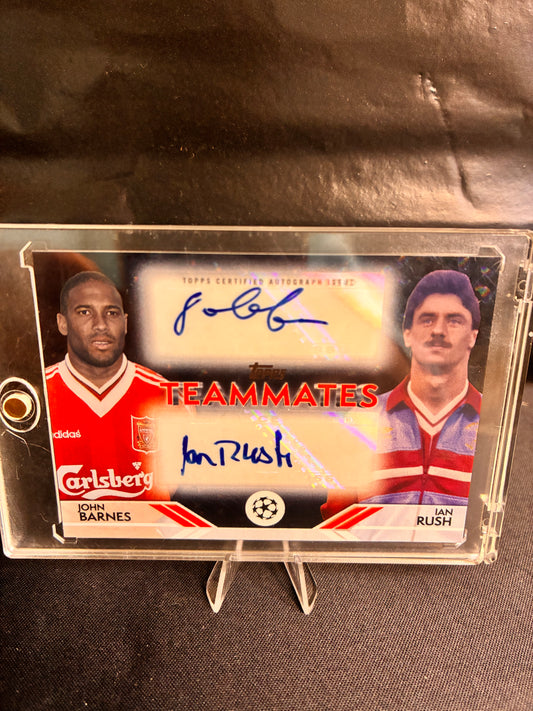 TOPPS CERTIFIED AUTOGRAPH ISSUE
Topps
TEAMMATES
adidas
Carlsberg
Ian Rush
JOHN
BARNES
IAN
RUSH